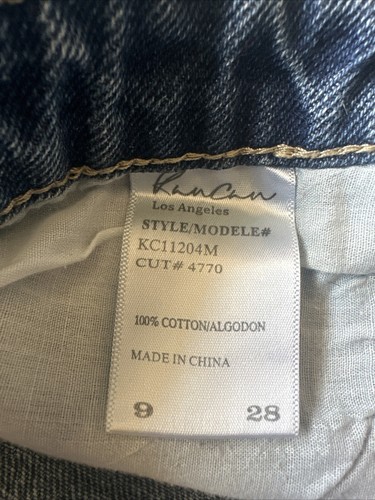 KanCan
Los Angeles
STYLE/MODELE#
KC11204M
CUT# 4770
100% COTTON/ALGODON
MADE IN CHINA
9 28